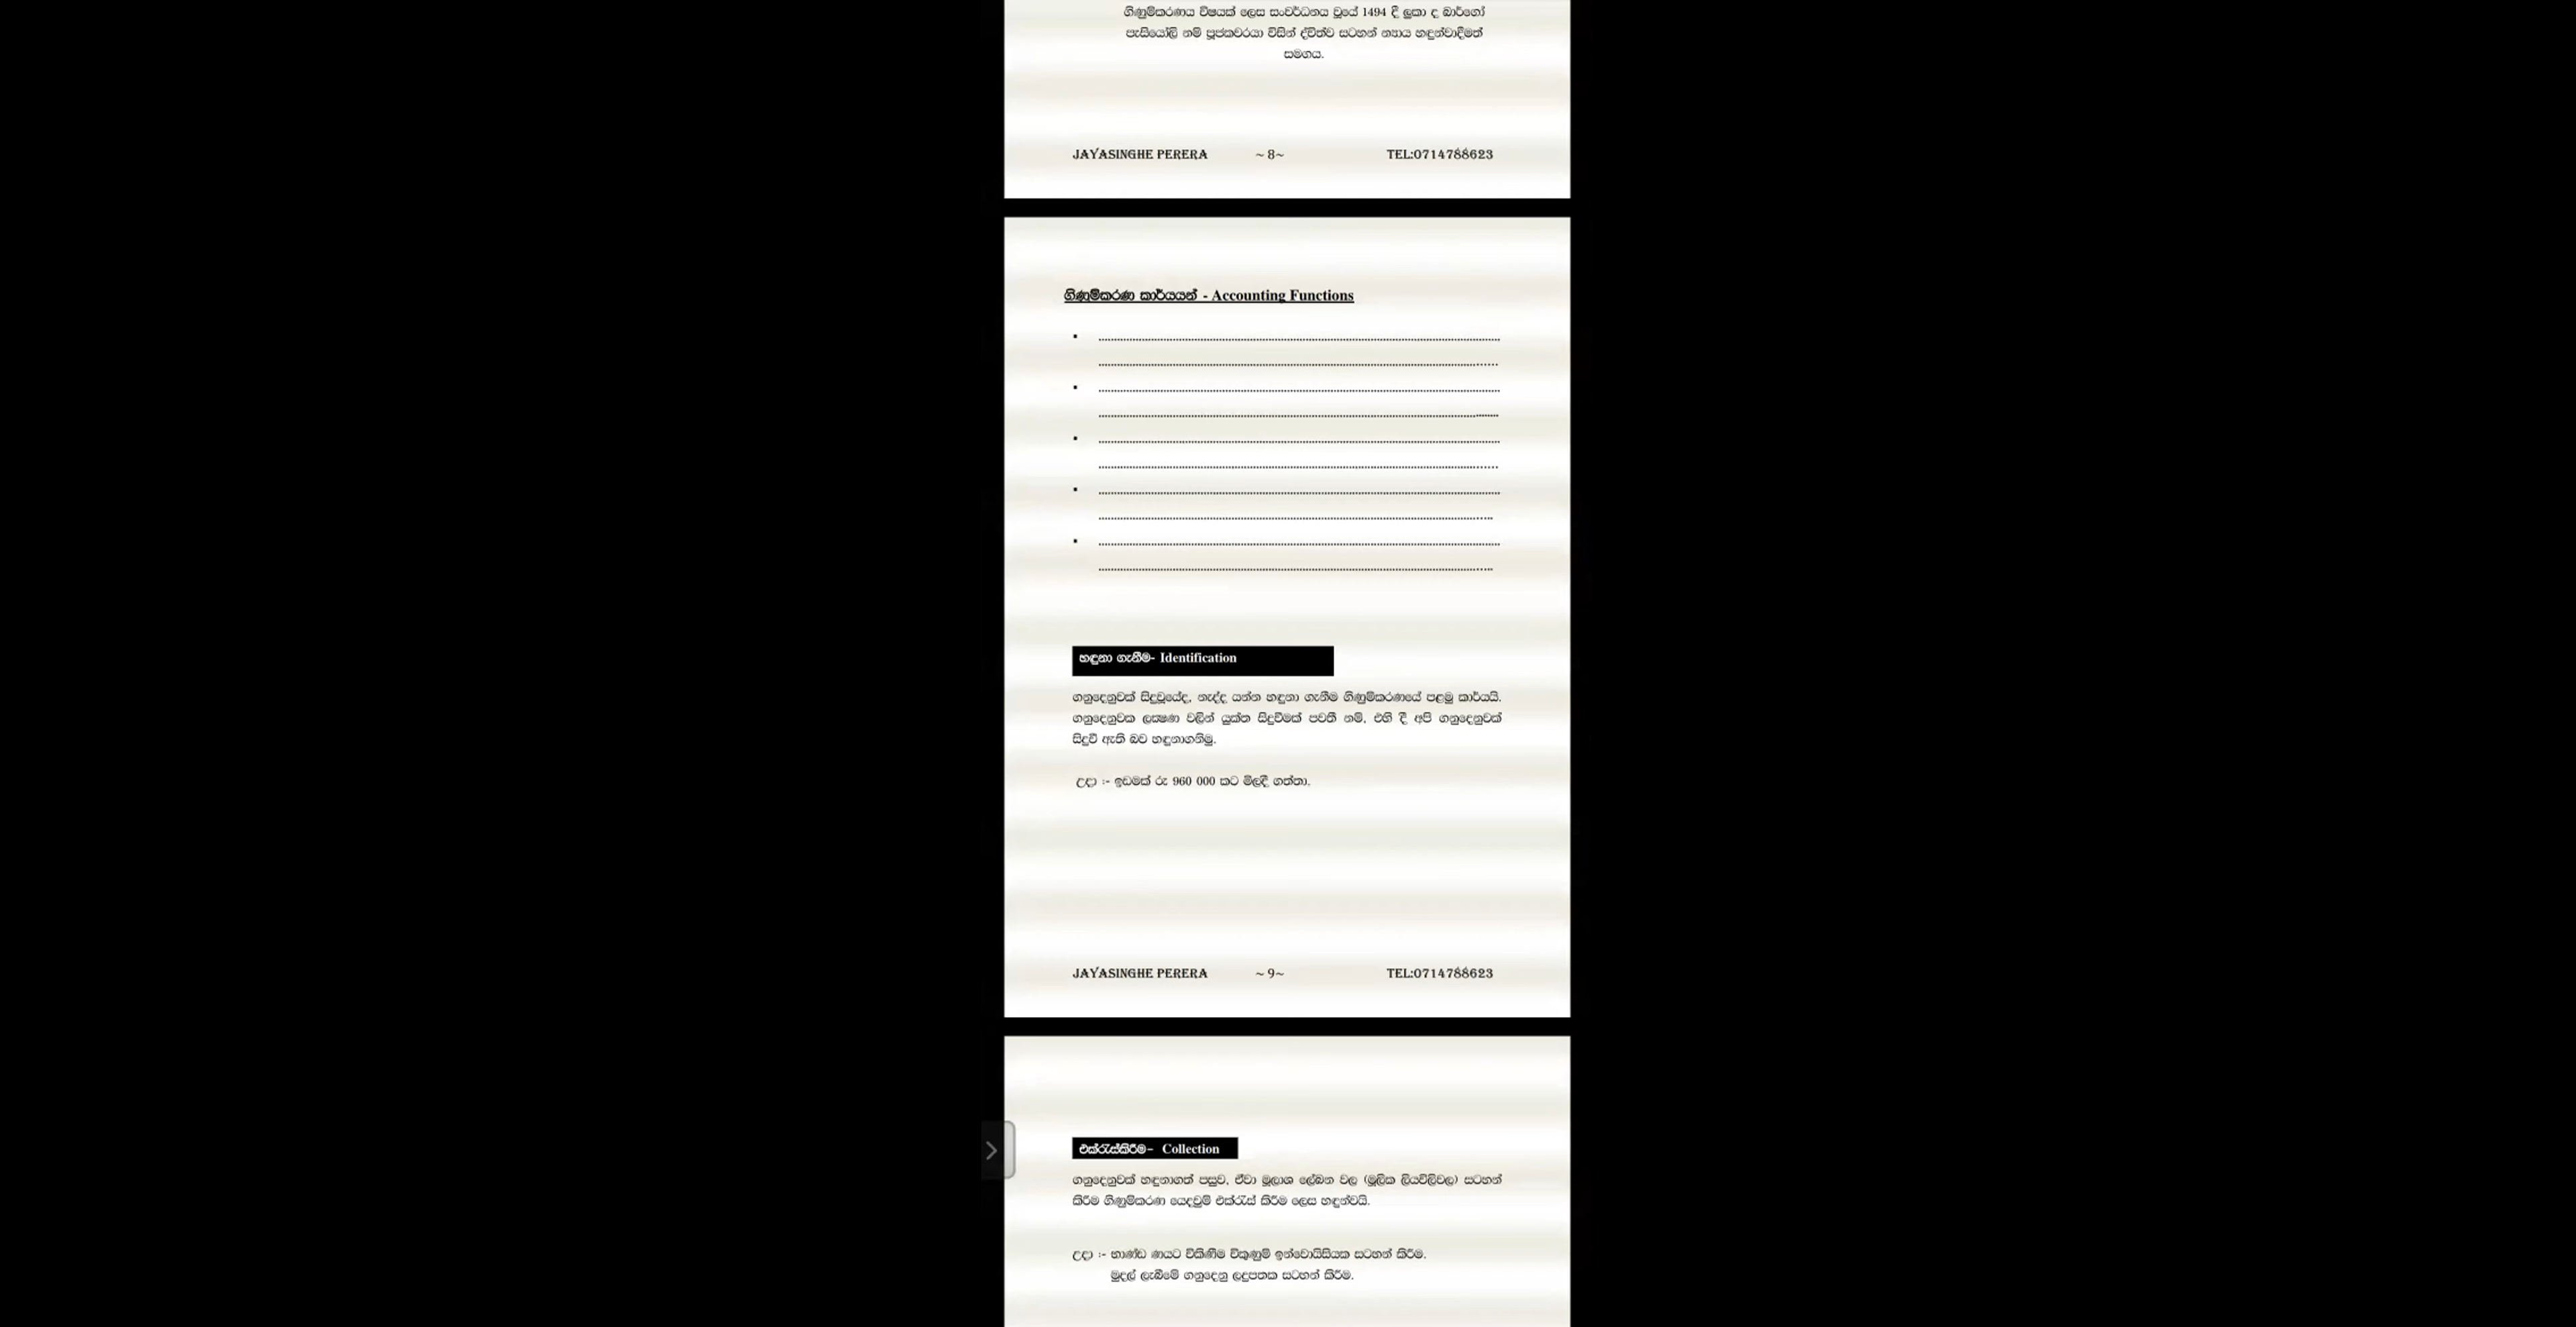 ගිණුම්කරණය විෂයක් ලෙස සංවර්ධනය වූයේ 1494 දී ලුකා ද බාර්ගෝ
පැසියෝලි නම් පූජකවරයා විසින් ද්විත්ව සටහන් න්‍යාය හඳුන්වාදීමත්
සමගය.
JAYASINGHE PERERA ~ 8~ TEL:0714788623
ගිණුම්කරණ කාර්යයන් - Accounting Functions
හඳුනා ගැනීම- Identification
ගනුදෙනුවක් සිදුවූයේද, නැද්ද යන්න හඳුනා ගැනීම ගිණුම්කරණයේ පළමු කාර්යයි.
ගනුදෙනුවක ලක්‍ෂණ වලින් යුක්ත සිදුවීමක් පවතී නම්, එහි දී අපි ගනුදෙනුවක්
සිදුවී ඇති බව හඳුනාගනිමු.
උදා :- ඉඩමක් රු 960 000 කට මිලදී ගත්තා.
JAYASINGHE PERERA ~ 9~ TEL:0714788623
එක්රැස්කිරීම- Collection
ගනුදෙනුවක් හඳුනාගත් පසුව, ඒවා මූලාශ ලේඛන වල (මූලික ලියවිලිවල) සටහන්
කිරීම ගිණුම්කරණ යෙදවුම් එක්රැස් කිරීම ලෙස හඳුන්වයි.
උදා :- භාණ්ඩ ණයට විකිණීම විකුණුම් ඉන්වොයිසියක සටහන් කිරීම.
මුදල් ලැබීමේ ගනුදෙනු ලදුපතක සටහන් කිරීම.